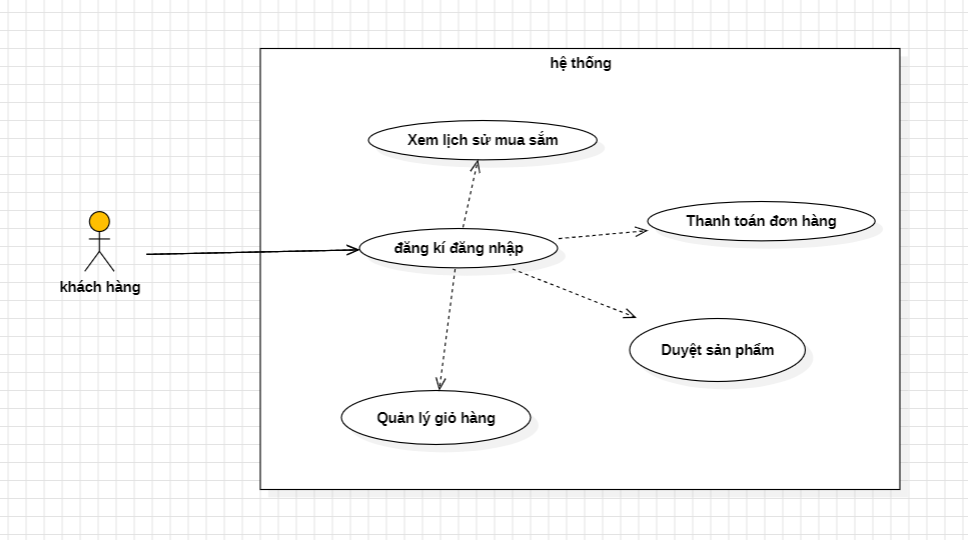 hệ thống
Xem lịch sử mua sắm
Thanh toán đơn hàng
đăng kí đăng nhập
khách hàng
Duyệt sản phẩm
Quản lý giỏ hàng